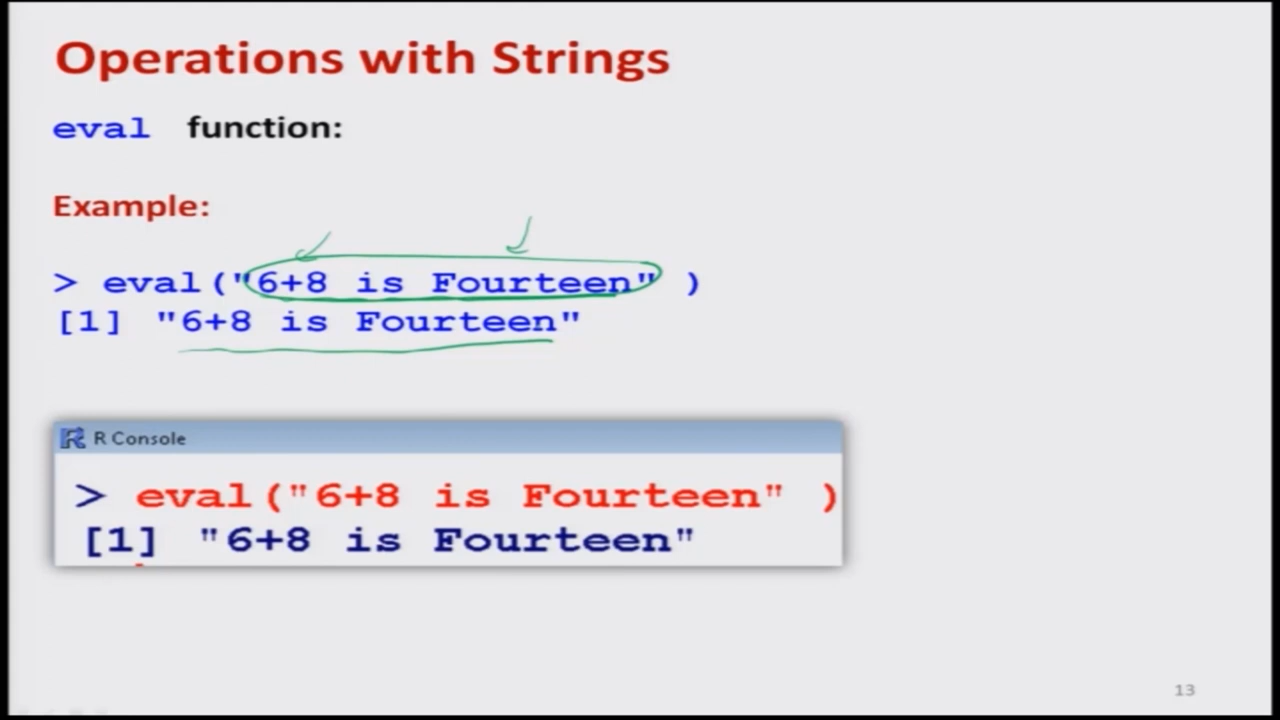 Operations with Strings
eval function:
Example:
> eval("6+8 is Fourteen" )
[1] "6+8 is Fourteen"
R Console
> eval("6+8 is Fourteen" )
[1] "6+8 is Fourteen"
13